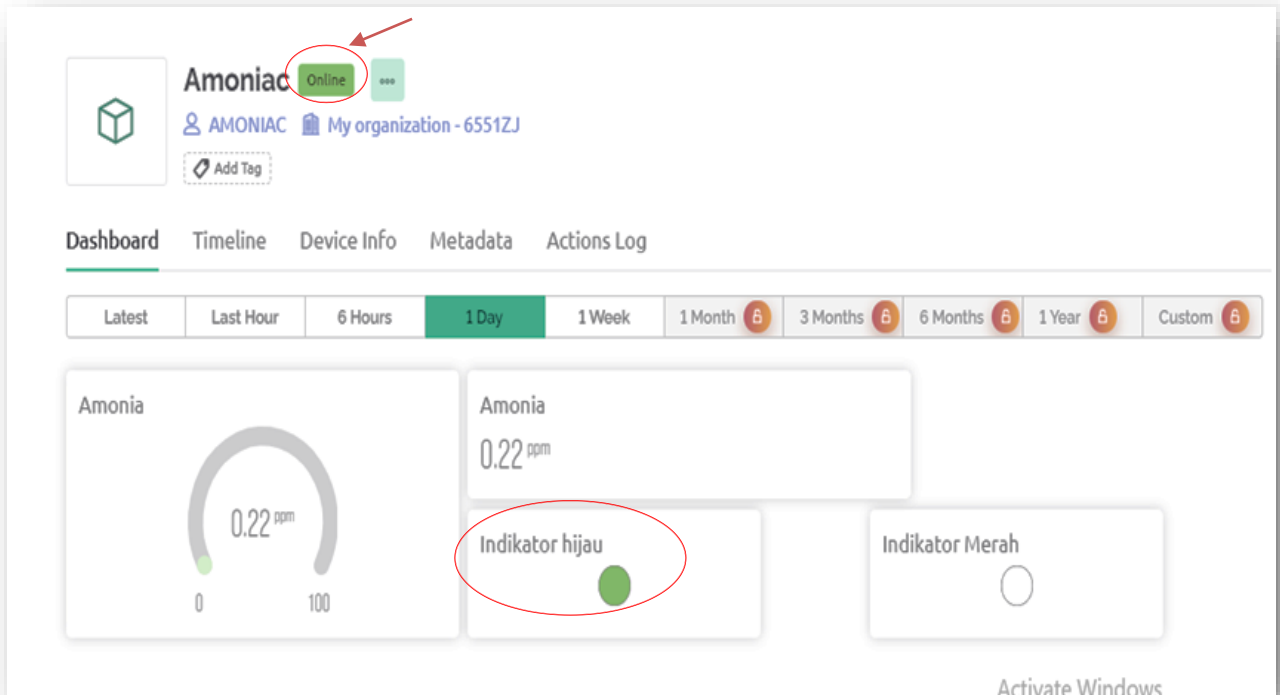 Amoniac Online
AMONIAC My organization - 6551ZJ
Add Tag
Dashboard Timeline Device Info Metadata Actions Log
Latest Last Hour 6 Hours 1 Day 1 Week 1 Month 3 Months 6 Months 1 Year Custom
Amonia
0.22 ppm
0 100
Amonia
0.22 ppm
Indikator hijau
Indikator Merah
Activate Windows